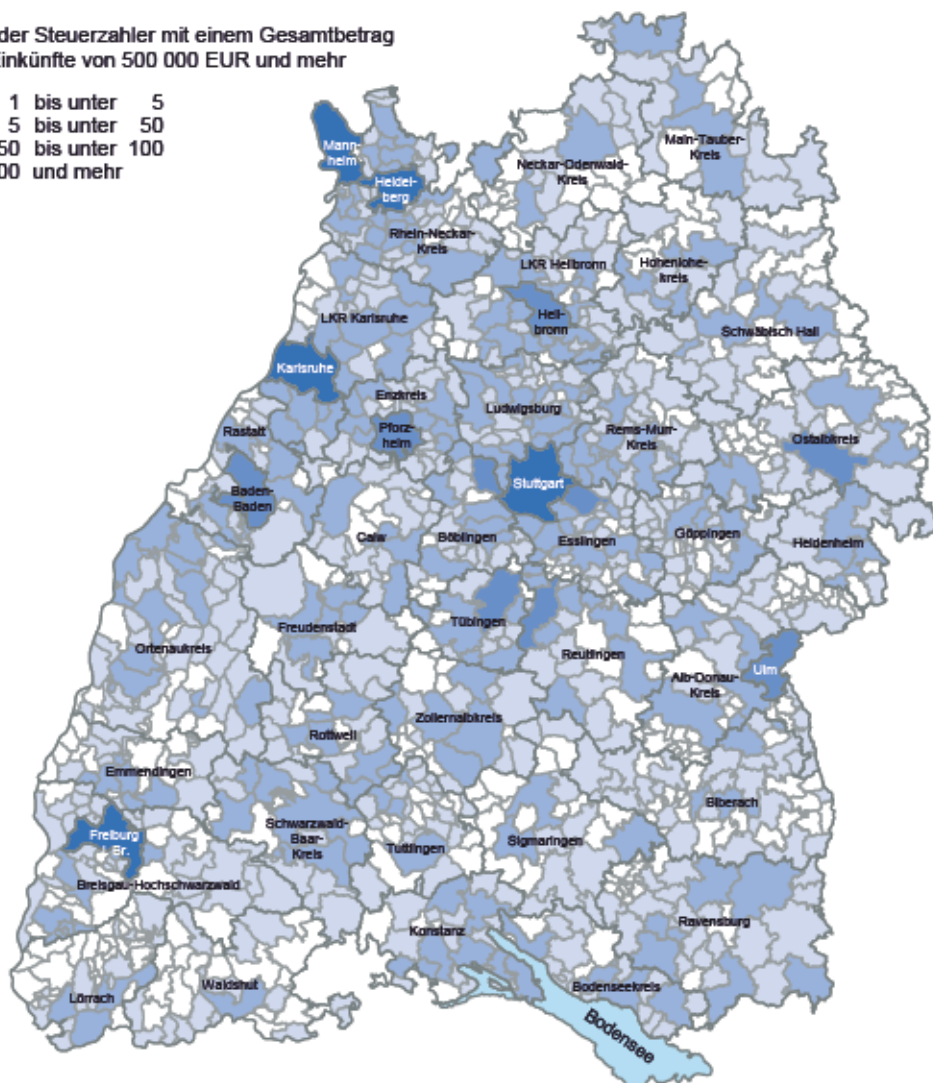 der Steuerzahler mit einem Gesamtbetrag
Einkünfte von 500 000 EUR und mehr
1 bis unter 5
5 bis unter 50
50 bis unter 100
00 und mehr
Mann-
heim
Heidel-
berg
Neckar-Odenwald-
Kreis
Main-Tauber-
Kreis
Rhein-Neckar-
Kreis
LKR Heilbronn
Hohenlohe-
kreis
LKR Karlsruhe
Heil-
bronn
Schwäbisch Hall
Karlsruhe
Enzkreis
Ludwigsburg
Rastatt
Pforz-
heim
Rems-Murr-
Kreis
Ostalbkreis
Stuttgart
Baden-
Baden
Calw
Böblingen
Esslingen
Göppingen
Heidenheim
Freudenstadt
Tübingen
Ortenaukreis
Reutlingen
Ulm
Alb-Donau-
Kreis
Zollernalbkreis
Rottweil
Emmendingen
Biberach
Freiburg
i. Br.
Schwarzwald-
Baar-
Kreis
Tuttlingen
Sigmaringen
Breisgau-Hochschwarzwald
Konstanz
Ravensburg
Waldshut
Lörrach
Bodenseekreis
Bodensee